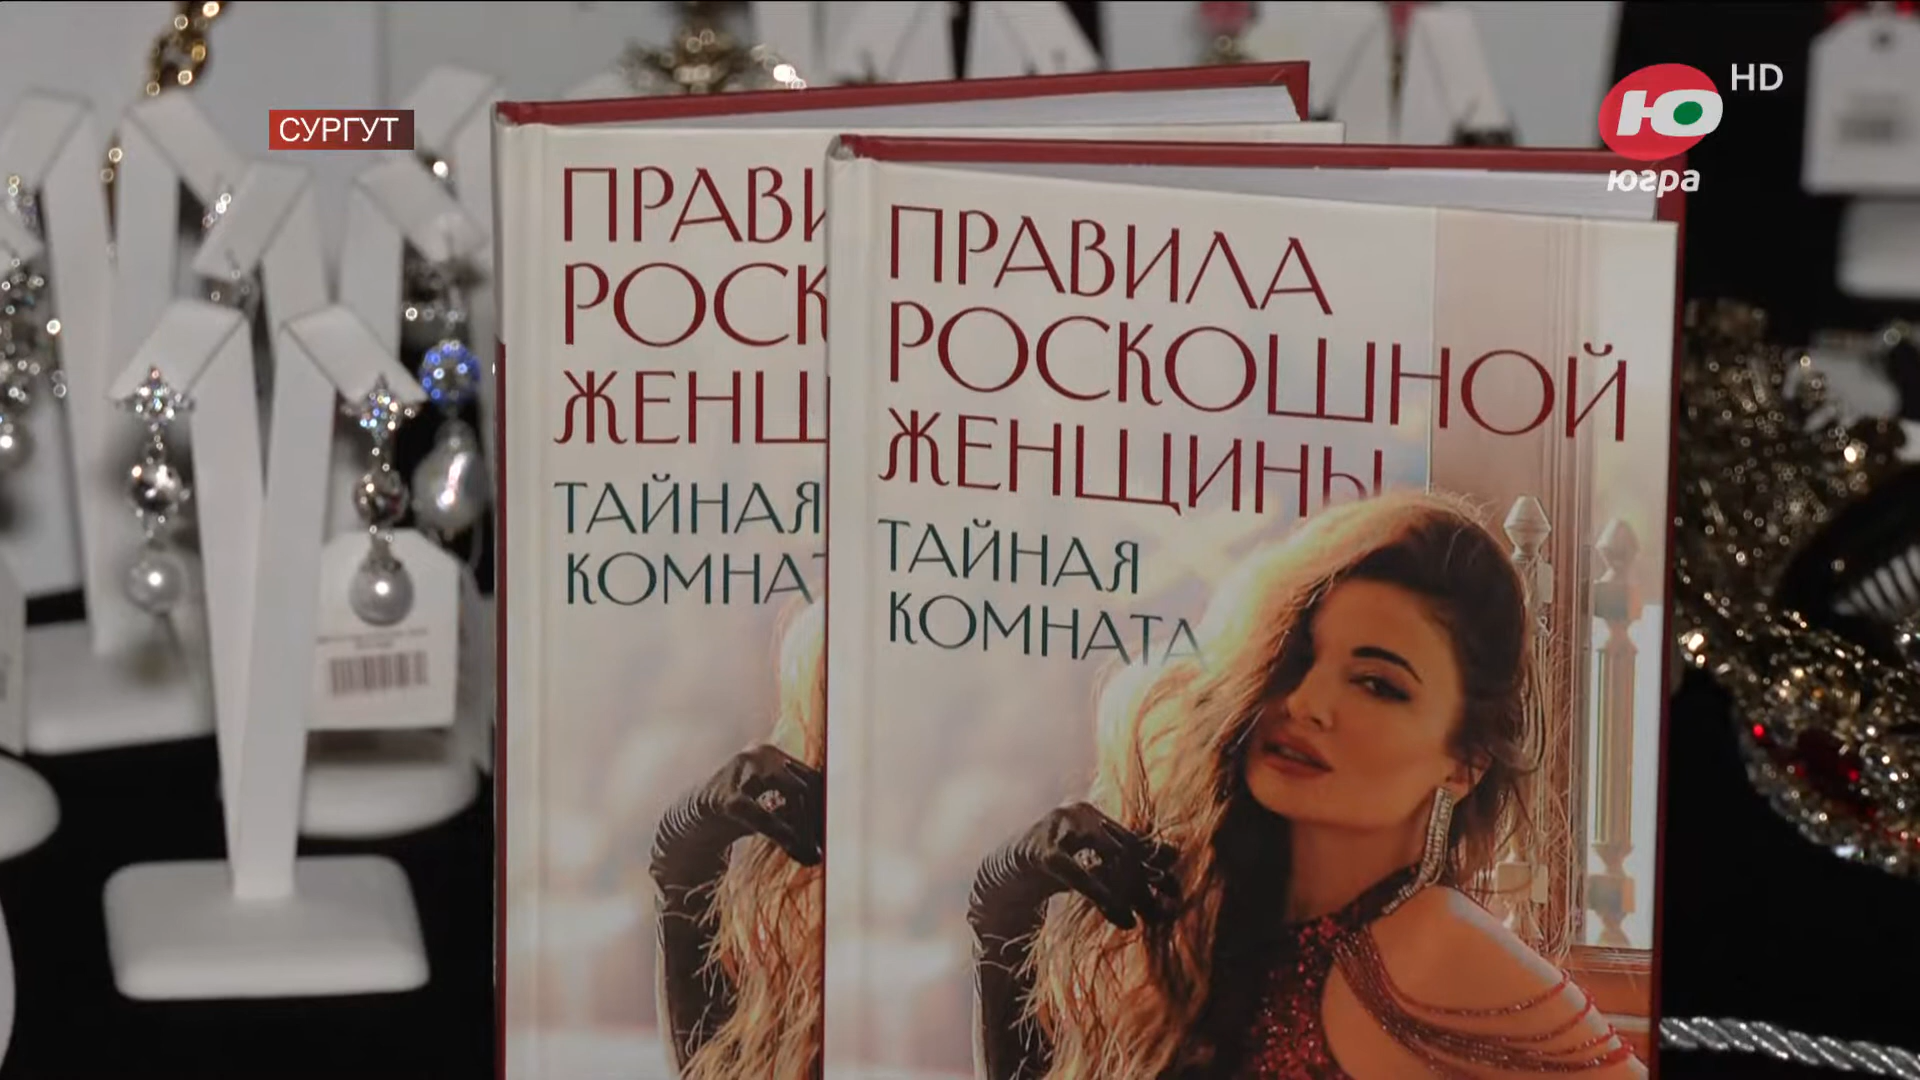 СУРГУТ
Ю HD
югра
ПРАВИ
РОСК
ЖЕНЩ
ТАЙНАЯ
КОМНАТ
ПРАВИЛА
РОСКОШНОЙ
ЖЕНЩИНЫ
ТАЙНАЯ
КОМНАТА